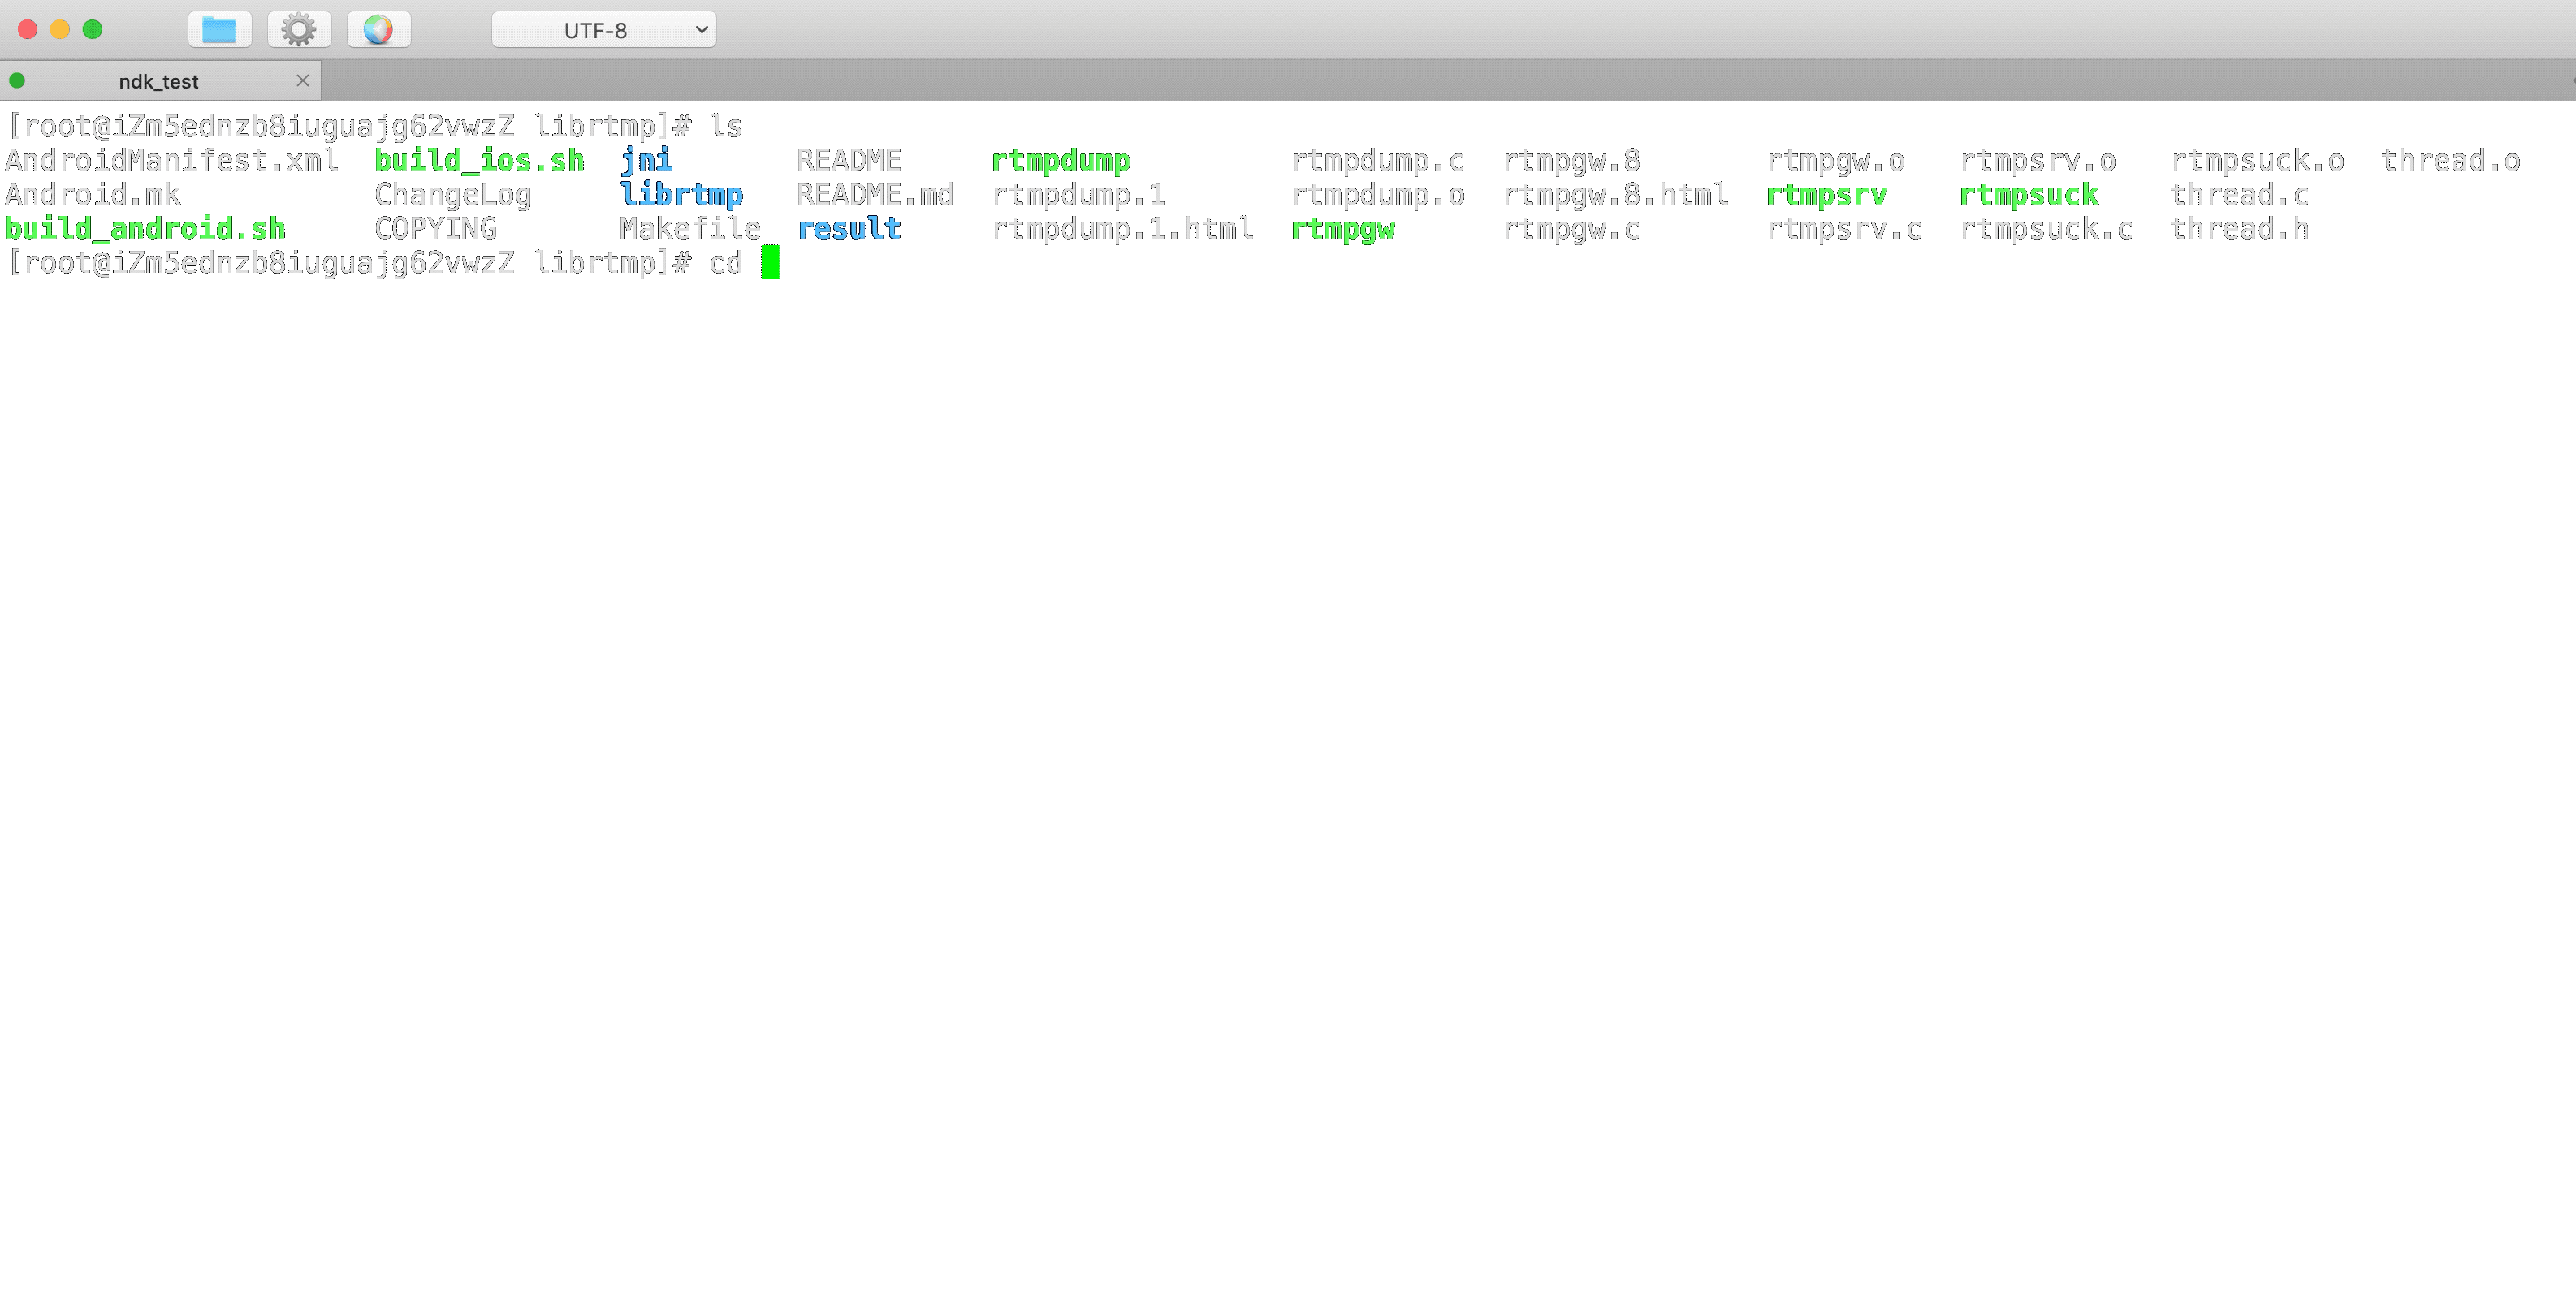 UTF-8
ndk_test
[root@iZm5ednzb8iuguajg62vwzZ librtmp]# ls
AndroidManifest.xml build_ios.sh jni README rtmpdump rtmpdump.c rtmpgw.8 rtmpgw.o rtmpsrv.o rtmpsuck.o thread.o
Android.mk ChangeLog librtmp README.md rtmpdump.1 rtmpdump.o rtmpgw.8.html rtmpsrv rtmpsuck thread.c
build_android.sh COPYING Makefile result rtmpdump.1.html rtmpgw rtmpgw.c rtmpsrv.c rtmpsuck.c thread.h
[root@iZm5ednzb8iuguajg62vwzZ librtmp]# cd